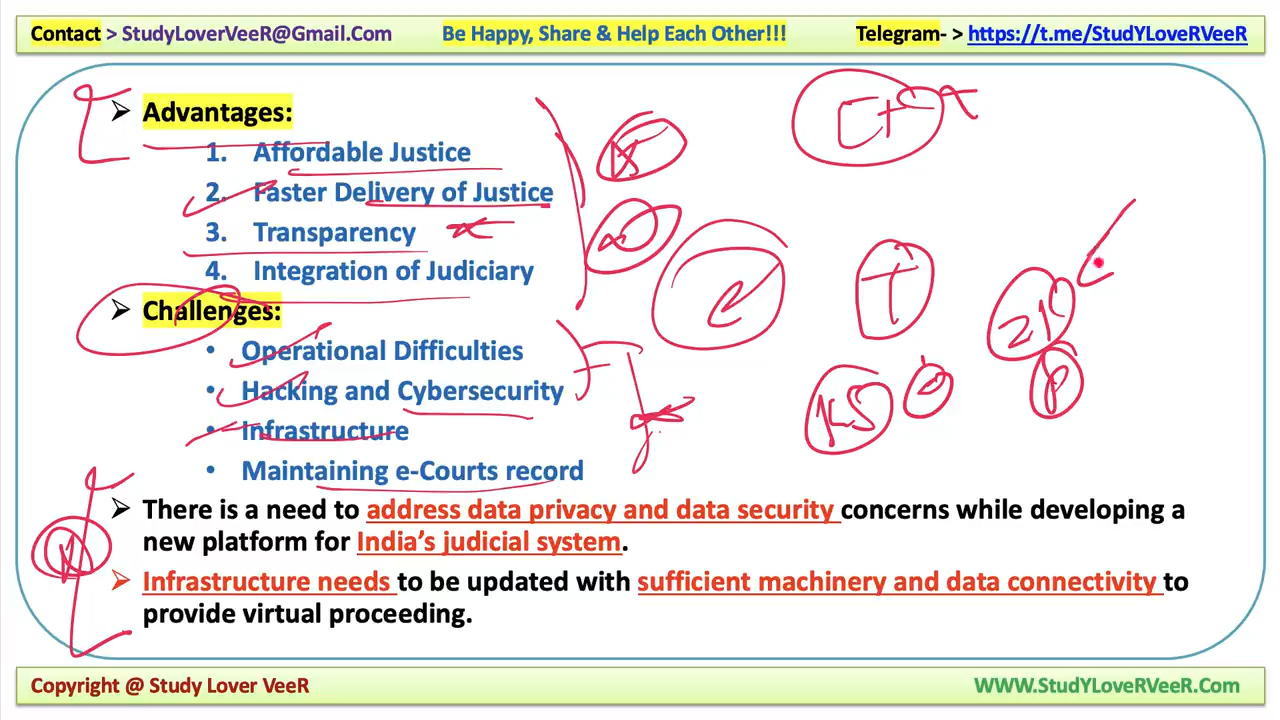 Contact > StudyLoverVeeR@Gmail.Com Be Happy, Share & Help Each Other!!! Telegram- > https://t.me/StudYLoveRVeeR
➢ Advantages:
1. Affordable Justice
2. Faster Delivery of Justice
3. Transparency
4. Integration of Judiciary
➢ Challenges:
• Operational Difficulties
• Hacking and Cybersecurity
• Infrastructure
• Maintaining e-Courts record
➢ There is a need to address data privacy and data security concerns while developing a
new platform for India’s judicial system.
➢ Infrastructure needs to be updated with sufficient machinery and data connectivity to
provide virtual proceeding.
Copyright @ Study Lover VeeR WWW.StudYLoveRVeeR.Com